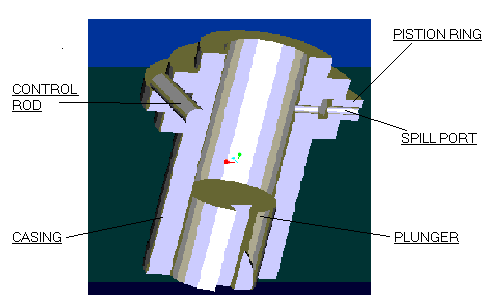 PISTION RING
CONTROL
ROD
SPILL PORT
CASING
PLUNGER